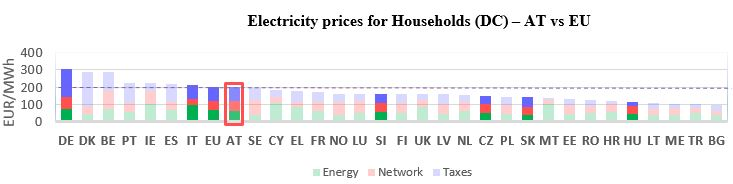 Electricity prices for Households (DC) – AT vs EU
EUR/MWh
400
300
200
100
0
DE DK BE PT IE ES IT EU AT SE CY EL FR NO LU SI FI UK LV NL CZ PL SK MT EE RO HR HU LT ME TR BG
Energy Network Taxes